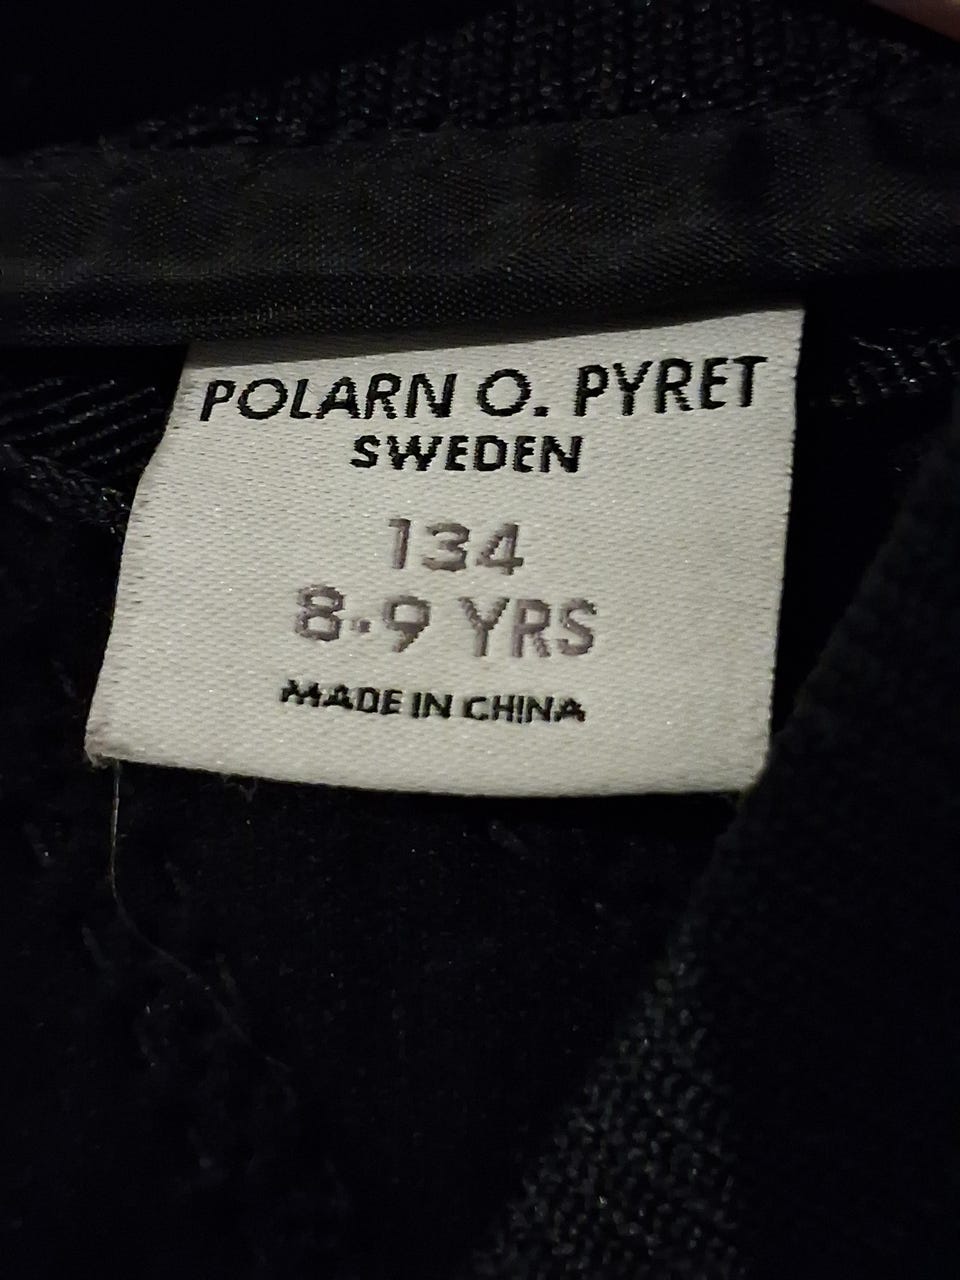 POLARN O. PYRET
SWEDEN
134
8-9 YRS
MADE IN CHINA